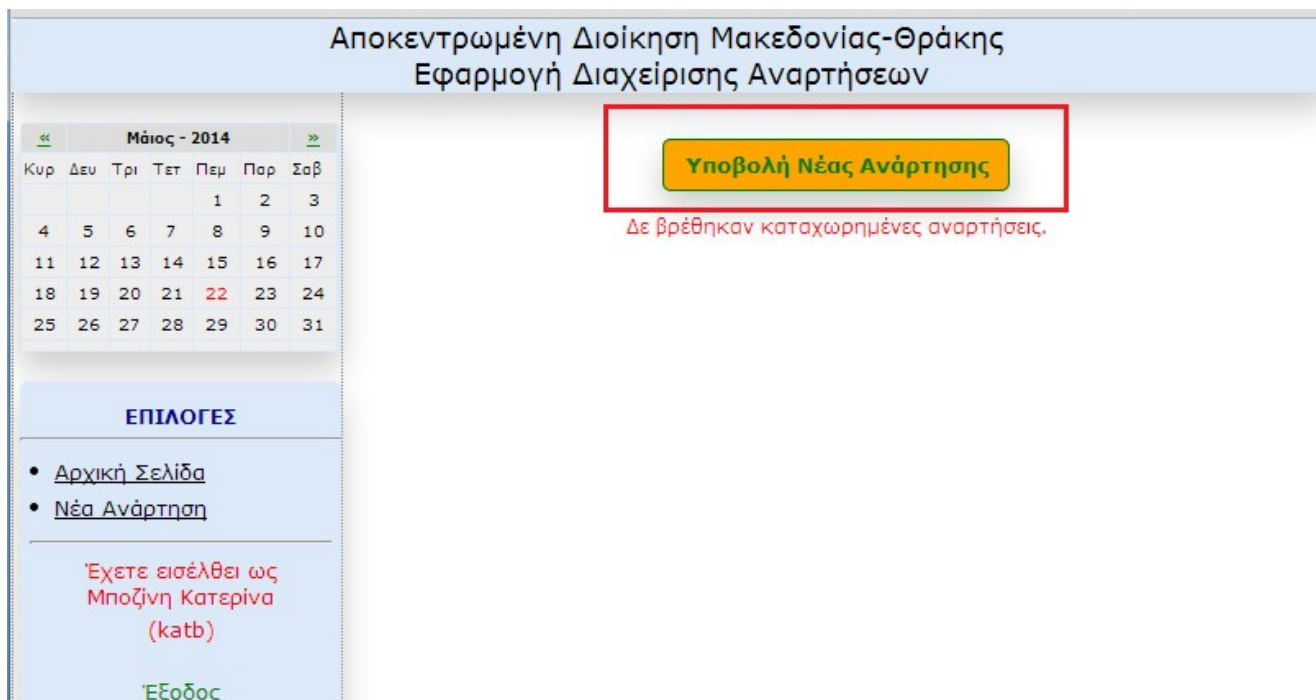 Αποκεντρωμένη Διοίκηση Μακεδονίας-Θράκης
Εφαρμογή Διαχείρισης Αναρτήσεων
« Μάιος - 2014 »
Κυρ Δευ Τρι Τετ Πεμ Παρ Σαβ
1 2 3
4 5 6 7 8 9 10
11 12 13 14 15 16 17
18 19 20 21 22 23 24
25 26 27 28 29 30 31
ΕΠΙΛΟΓΕΣ
• Αρχική Σελίδα
• Νέα Ανάρτηση
Έχετε εισέλθει ως
Μποζίνη Κατερίνα
(katb)
Έξοδος
Υποβολή Νέας Ανάρτησης
Δε βρέθηκαν καταχωρημένες αναρτήσεις.